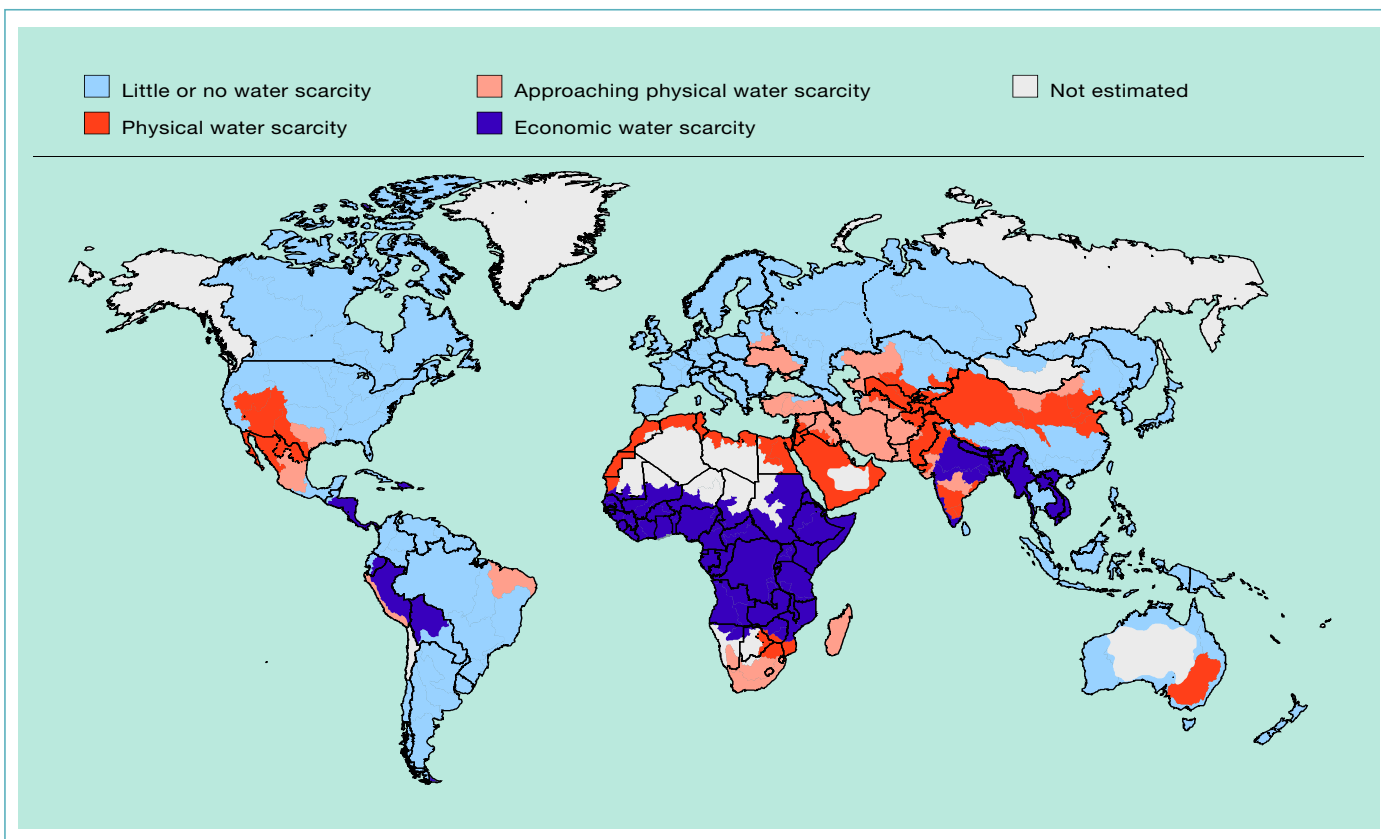 Little or no water scarcity
Approaching physical water scarcity
Not estimated
Physical water scarcity
Economic water scarcity